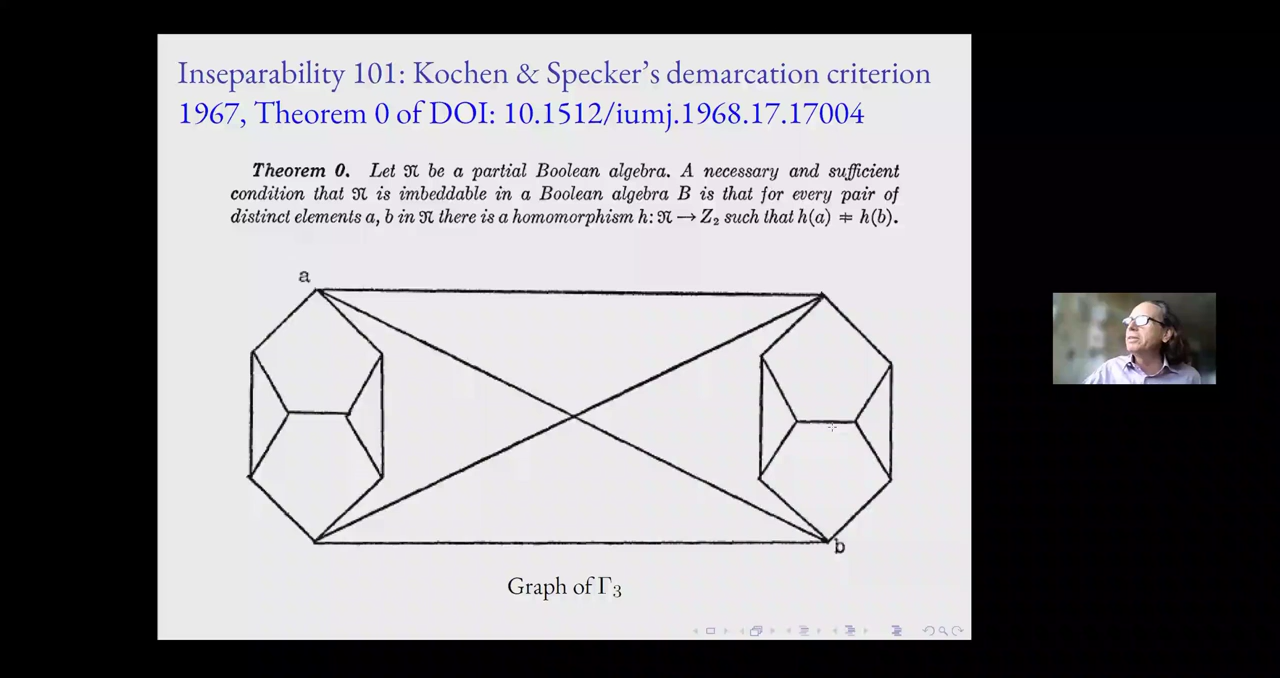 Inseparability 101: Kochen & Specker's demarcation criterion
1967, Theorem 0 of DOI: 10.1512/iumj.1968.17.17004
Theorem 0. Let 𝔑 be a partial Boolean algebra. A necessary and sufficient
condition that 𝔑 is imbeddable in a Boolean algebra B is that for every pair of
distinct elements a, b in 𝔑 there is a homomorphism h: 𝔑 → Z₂ such that h(a) ≠ h(b).
a
b
Graph of Γ₃